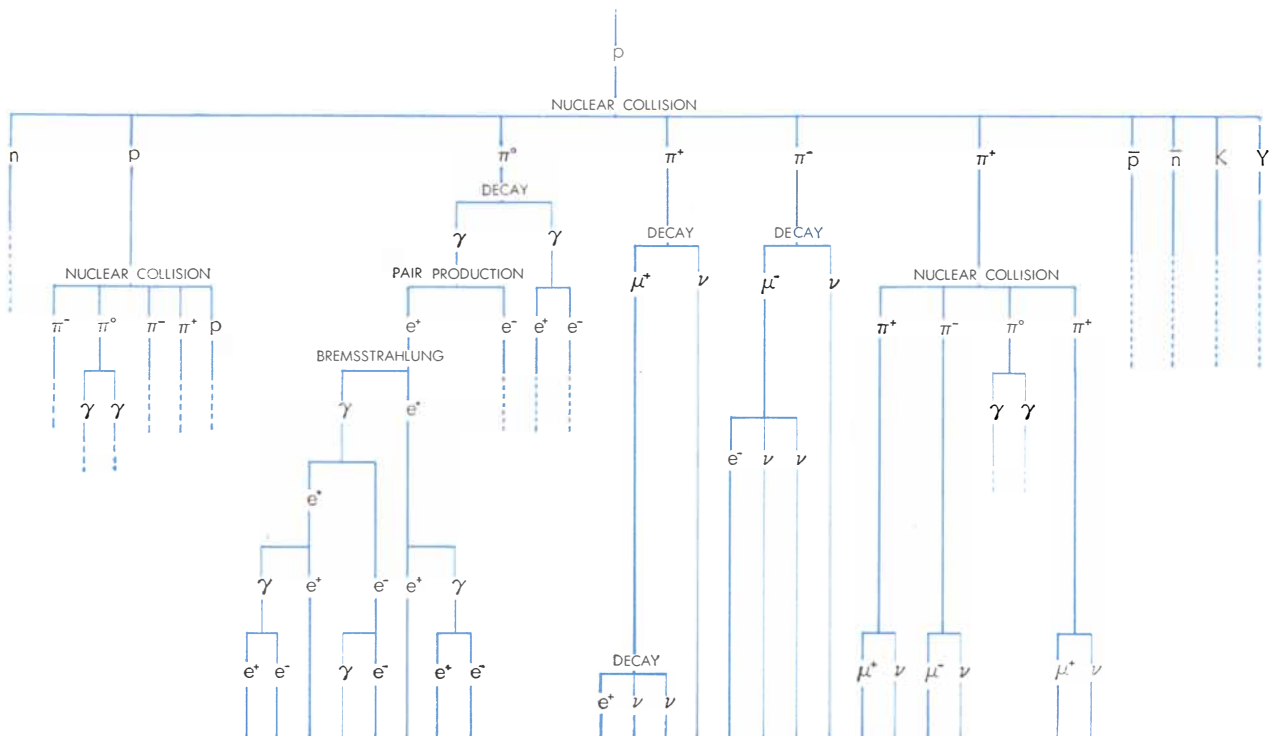 p
NUCLEAR COLLISION
n p π° π⁺ π⁻ π⁺ p̄ n̄ K Y
DECAY
γ γ DECAY DECAY
NUCLEAR COLLISION PAIR PRODUCTION NUCLEAR COLLISION
μ⁺ ν μ⁻ ν
π⁻ π° π⁻ π⁺ p e⁺ e⁻ e⁺ e⁻ π⁺ π⁻ π° π⁺
BREMSSTRAHLUNG
γ γ γ e⁺ γ γ
e⁻ ν ν
e⁺
γ e⁺ e⁻ e⁺ γ
DECAY
e⁺ e⁻ γ e⁻ e⁺ e⁻ μ⁺ ν μ⁻ ν μ⁺ ν
e⁺ ν ν